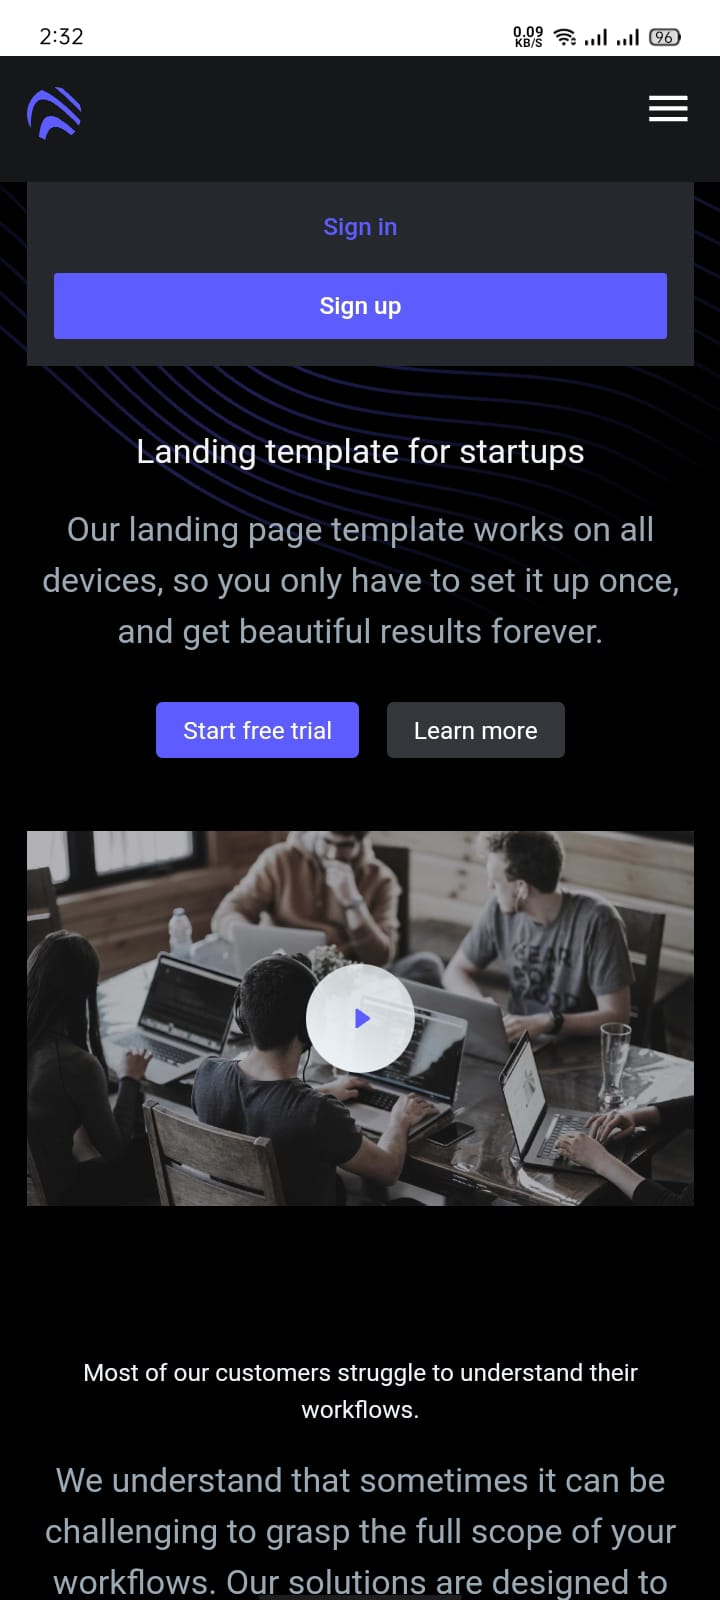 2:32
0.09
KB/S
96
Sign in
Sign up
Landing template for startups
Our landing page template works on all
devices, so you only have to set it up once,
and get beautiful results forever.
Start free trial
Learn more
Most of our customers struggle to understand their
workflows.
We understand that sometimes it can be
challenging to grasp the full scope of your
workflows. Our solutions are designed to